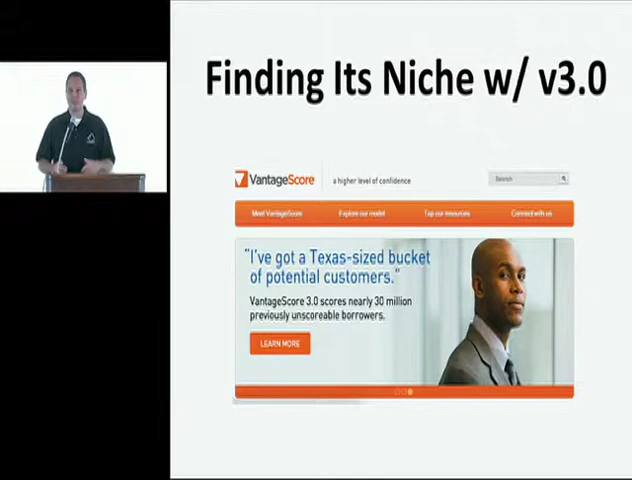 Finding Its Niche w/ v3.0
VantageScore
a higher level of confidence
Search
Meet VantageScore
Explore our model
Tap our resources
Connect with us
"I've got a Texas-sized bucket
of potential customers."
VantageScore 3.0 scores nearly 30 million
previously unscoreable borrowers.
LEARN MORE